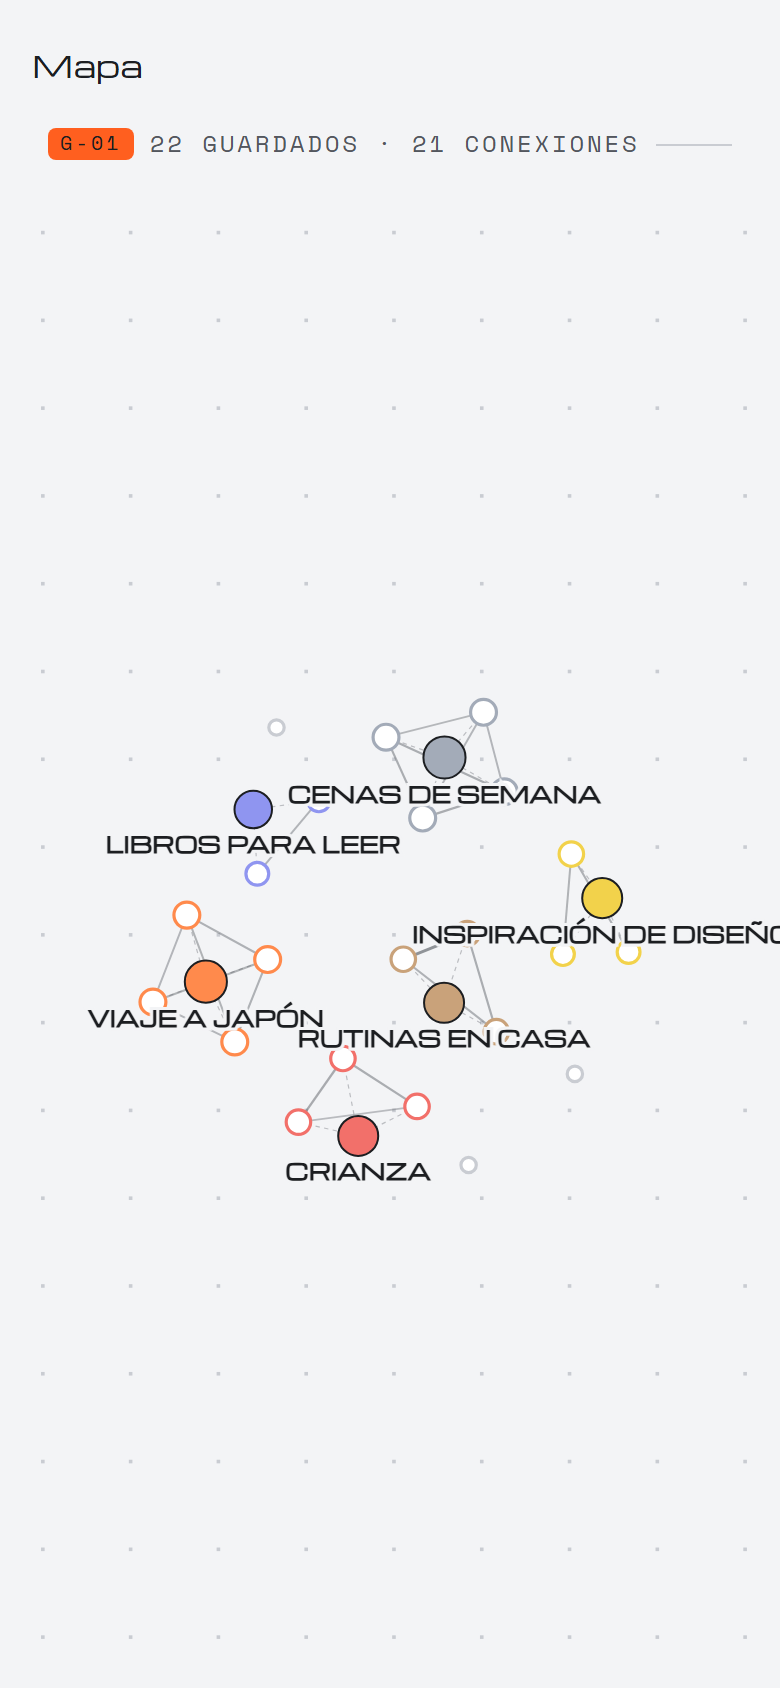 Mapa
G-01 22 GUARDADOS · 21 CONEXIONES
CENAS DE SEMANA
LIBROS PARA LEER
INSPIRACIÓN DE DISEÑO
VIAJE A JAPÓN
RUTINAS EN CASA
CRIANZA